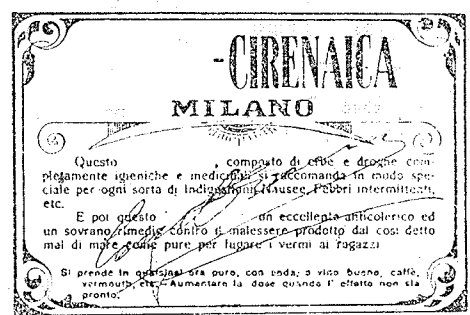 -CIRENAICA
MILANO
Questo , composto di erbe e droghe com-
pletamente igieniche e medicinali si raccomanda in modo spe-
ciale per ogni sorta di Indigestioni, Nausee, Febbri intermittenti,
etc.
E poi questo un eccellente anticolerico ed
un sovrano rimedio contro il malessere prodotto dal cosi detto
mal di mare come pure per fugare i vermi ai ragazzi
Si prende in qualsiasi ora puro, con soda, o vino buono, caffè,
vermouth, etc. - Aumentare la dose quando l' effetto non sia
pronto.